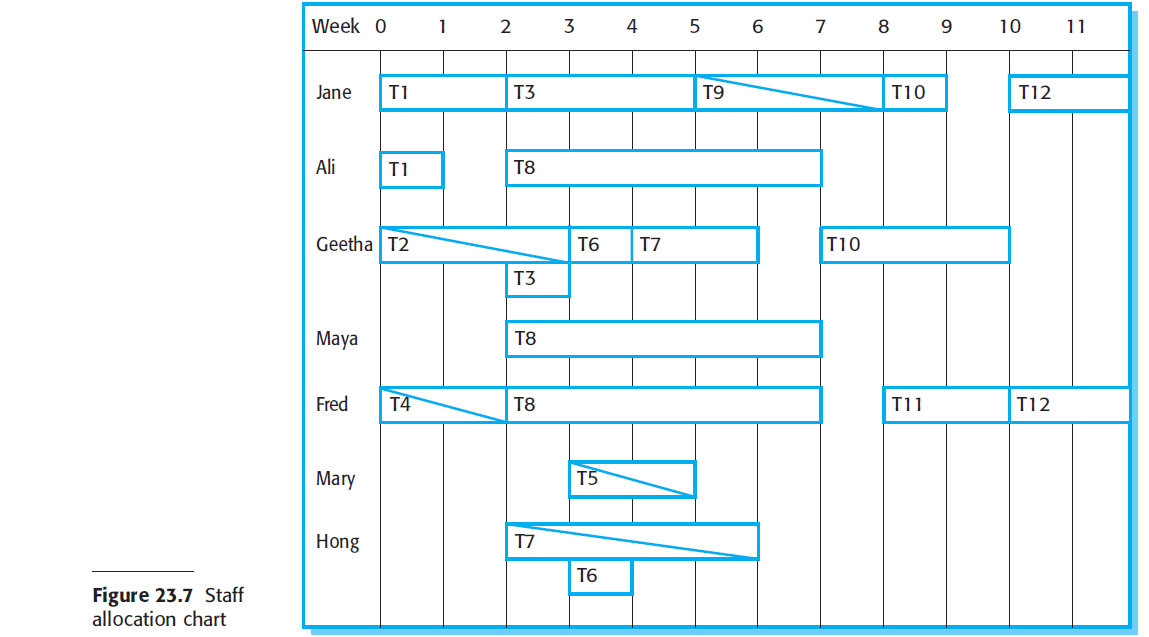 Week 0 1 2 3 4 5 6 7 8 9 10 11
Jane T1 T3 T9 T10 T12
Ali T1 T8
Geetha T2 T6 T7 T10
T3
Maya T8
Fred T4 T8 T11 T12
Mary T5
Hong T7
T6
Figure 23.7 Staff
allocation chart